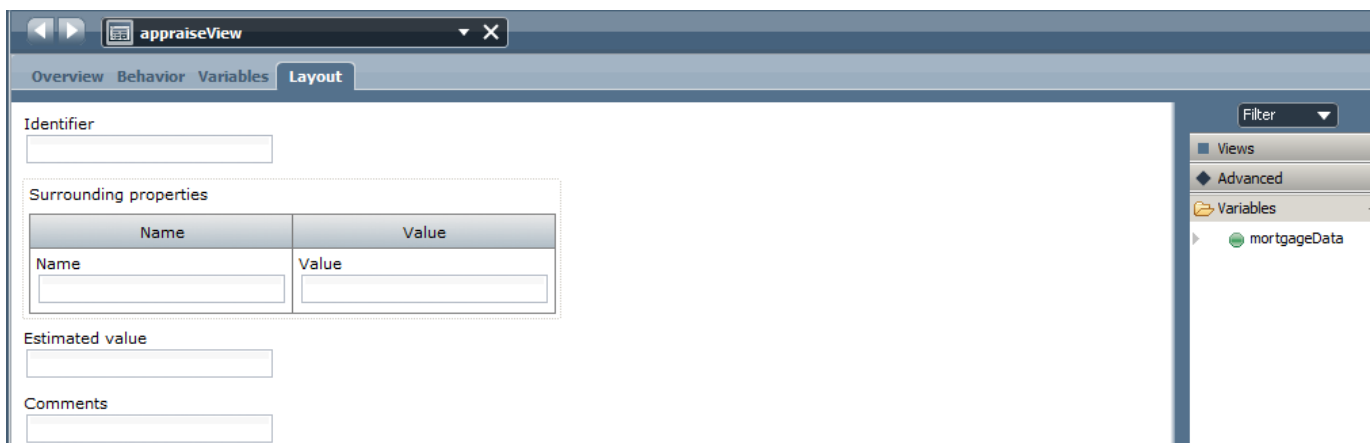 appraiseView
Overview Behavior Variables Layout
Filter
Identifier
Views
Advanced
Surrounding properties
Variables
Name Value
mortgageData
Name Value
Estimated value
Comments